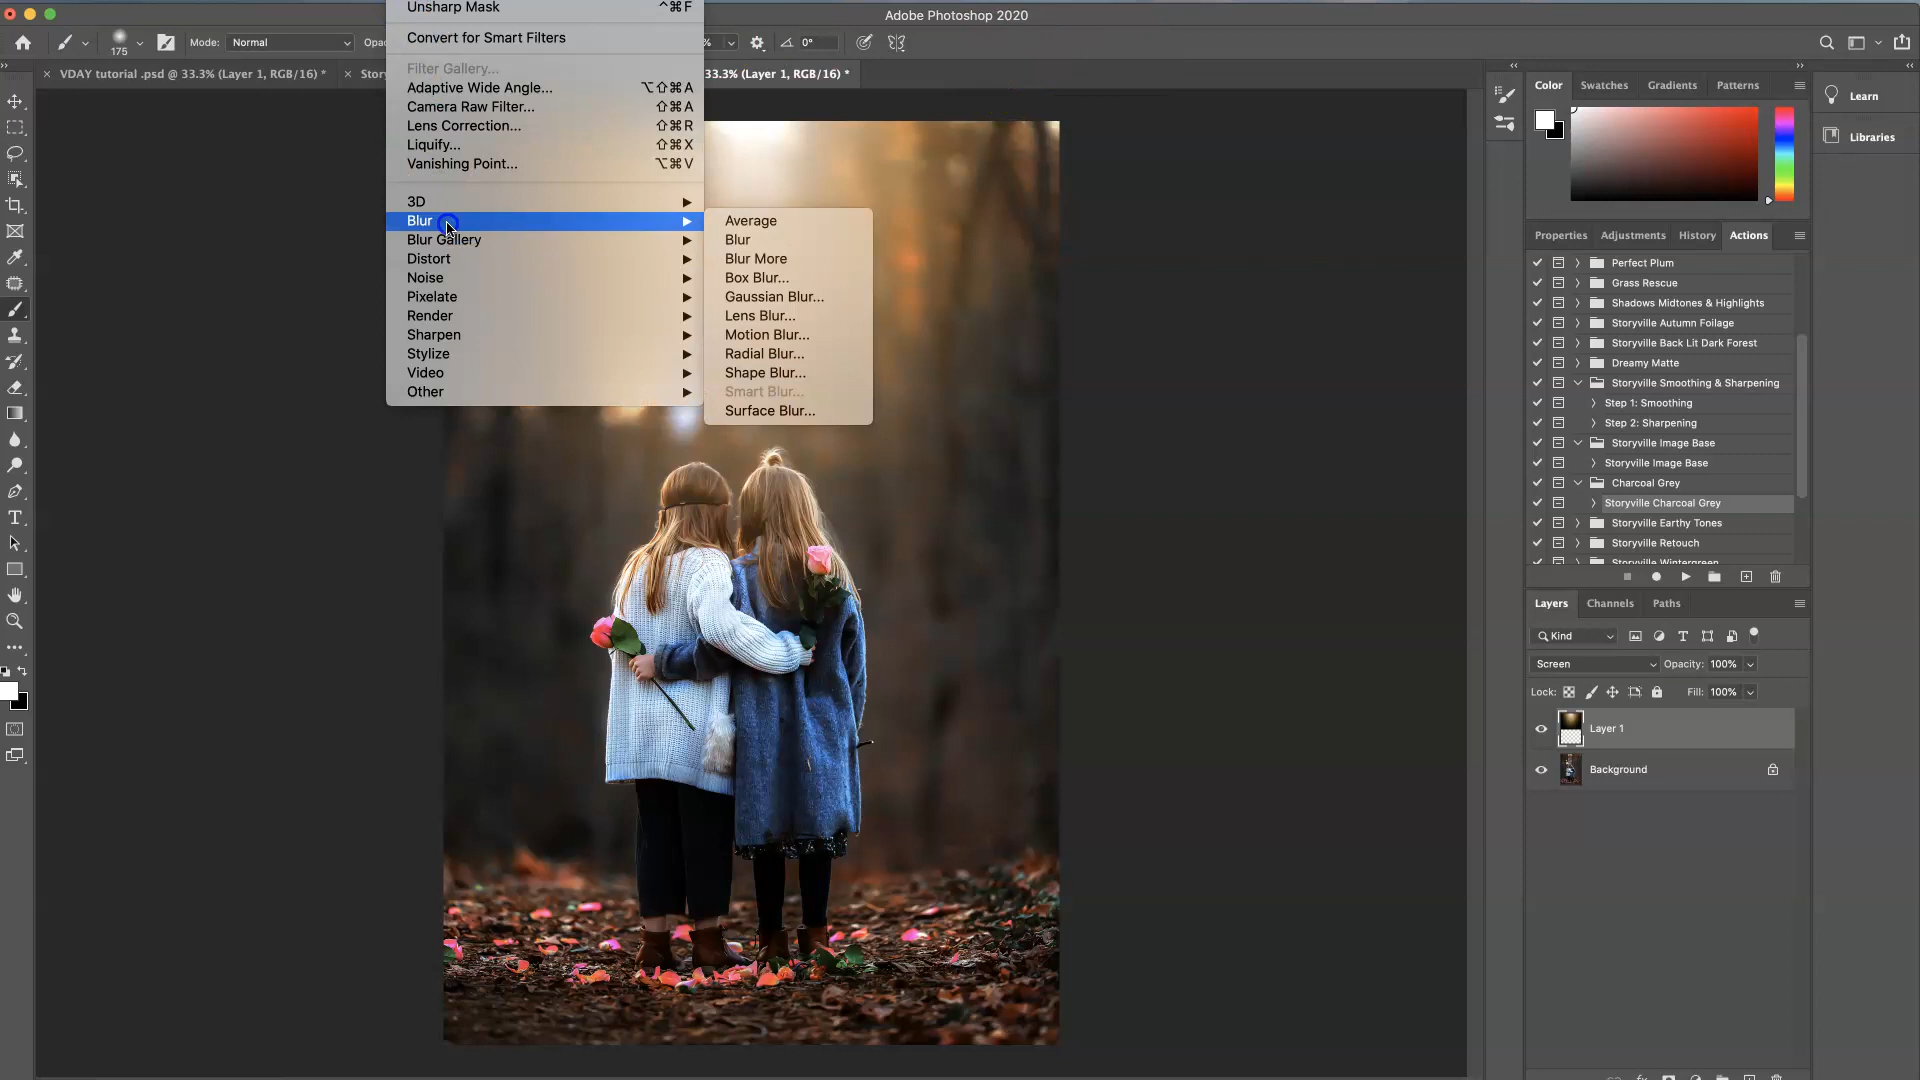 Adobe Photoshop 2020
175
Mode: Normal
Opac
%
0°
VDAY tutorial .psd @ 33.3% (Layer 1, RGB/16) *
Stor
33.3% (Layer 1, RGB/16) *
Unsharp Mask ^⌘F
Convert for Smart Filters
Filter Gallery...
Adaptive Wide Angle... ⌥⇧⌘A
Camera Raw Filter... ⇧⌘A
Lens Correction... ⇧⌘R
Liquify... ⇧⌘X
Vanishing Point... ⌥⌘V
3D
Blur
Blur Gallery
Distort
Noise
Pixelate
Render
Sharpen
Stylize
Video
Other
Average
Blur
Blur More
Box Blur...
Gaussian Blur...
Lens Blur...
Motion Blur...
Radial Blur...
Shape Blur...
Smart Blur...
Surface Blur...
Color Swatches Gradients Patterns
Learn
Libraries
Properties Adjustments History Actions
Perfect Plum
Grass Rescue
Shadows Midtones & Highlights
Storyville Autumn Foilage
Storyville Back Lit Dark Forest
Dreamy Matte
Storyville Smoothing & Sharpening
Step 1: Smoothing
Step 2: Sharpening
Storyville Image Base
Storyville Image Base
Charcoal Grey
Storyville Charcoal Grey
Storyville Earthy Tones
Storyville Retouch
Storyville Wintergreen
Layers Channels Paths
Kind
Screen Opacity: 100%
Lock: Fill: 100%
Layer 1
Background